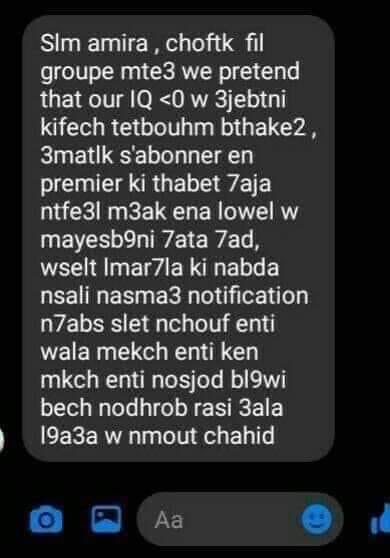 Slm amira , choftk fil
groupe mte3 we pretend
that our IQ <0 w 3jebtni
kifech tetbouhm bthake2 ,
3matlk s'abonner en
premier ki thabet 7aja
ntfe3l m3ak ena lowel w
mayesb9ni 7ata 7ad,
wselt lmar7la ki nabda
nsali nasma3 notification
n7abs slet nchouf enti
wala mekch enti ken
mkch enti nosjod bl9wi
bech nodhrob rasi 3ala
l9a3a w nmout chahid
Aa